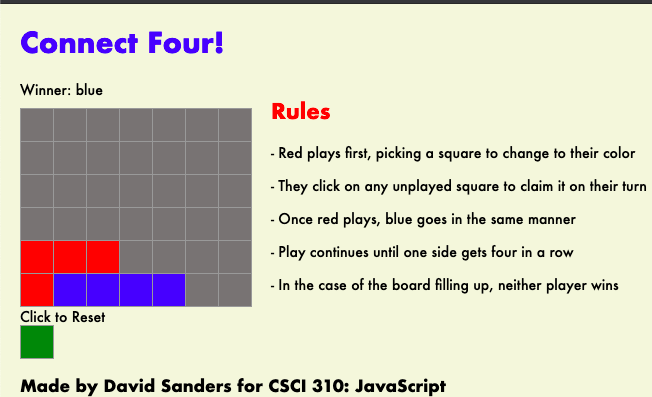 Connect Four!
Winner: blue
Rules
- Red plays first, picking a square to change to their color
- They click on any unplayed square to claim it on their turn
- Once red plays, blue goes in the same manner
- Play continues until one side gets four in a row
- In the case of the board filling up, neither player wins
Click to Reset
Made by David Sanders for CSCI 310: JavaScript